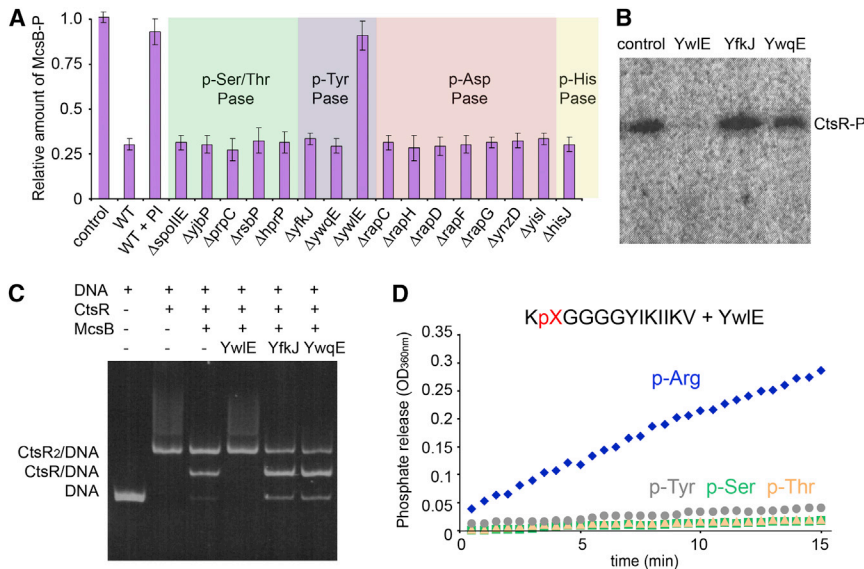 A
Relative amount of McsB-P
1.0
0.75
0.50
0.25
0
p-Ser/Thr
Pase
p-Tyr
Pase
p-Asp
Pase
p-His
Pase
control
WT
WT + PI
ΔspoIIE
ΔyjbP
ΔprpC
ΔrsbP
ΔhprP
ΔyfkJ
ΔywqE
ΔywlE
ΔrapC
ΔrapH
ΔrapD
ΔrapF
ΔrapG
ΔynzD
ΔyisI
ΔhisJ
B
control YwlE YfkJ YwqE
CtsR-P
C
DNA + + + + + +
CtsR - + + + + +
McsB - - + + + +
- - - YwlE YfkJ YwqE
CtsR2/DNA
CtsR/DNA
DNA
D
KpXGGGGYIKIIKV + YwlE
Phosphate release (OD360nm)
0.35
0.3
0.25
0.2
0.15
0.1
0.05
0
p-Arg
p-Tyr p-Ser p-Thr
0 5 10 15
time (min)